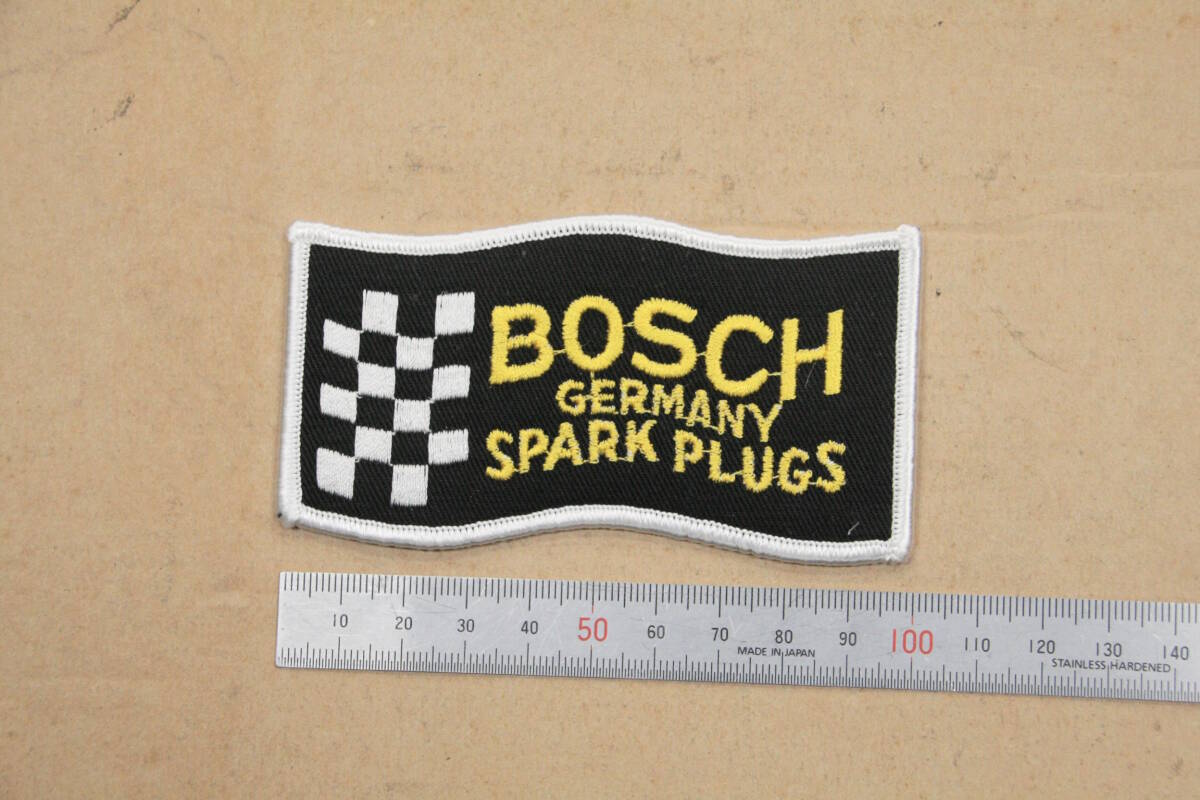 BOSCH
GERMANY
SPARK PLUGS
10 20 30 40 50 60 70 80 90 100 110 120 130 140
MADE IN JAPAN
STAINLESS HARDENED